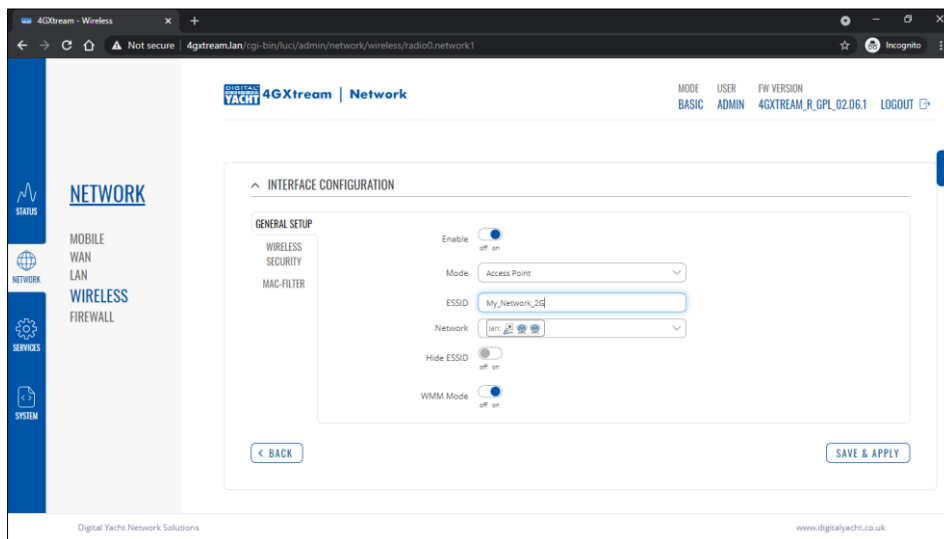 4GXtream - Wireless
Not secure | 4gxtream.lan/cgi-bin/luci/admin/network/wireless/radio0.network1
Incognito
DIGITAL YACHT 4GXtream | Network
MODE USER FW VERSION
BASIC ADMIN 4GXTREAM_R_GPL_02.06.1 LOGOUT
INTERFACE CONFIGURATION
STATUS
NETWORK
SERVICES
SYSTEM
NETWORK
MOBILE
WAN
LAN
WIRELESS
FIREWALL
GENERAL SETUP
WIRELESS
SECURITY
MAC-FILTER
Enable
off on
Mode Access Point
ESSID My_Network_2G
Network lan:
Hide ESSID
off on
WMM Mode
off on
< BACK
SAVE & APPLY
Digital Yacht Network Solutions
www.digitalyacht.co.uk